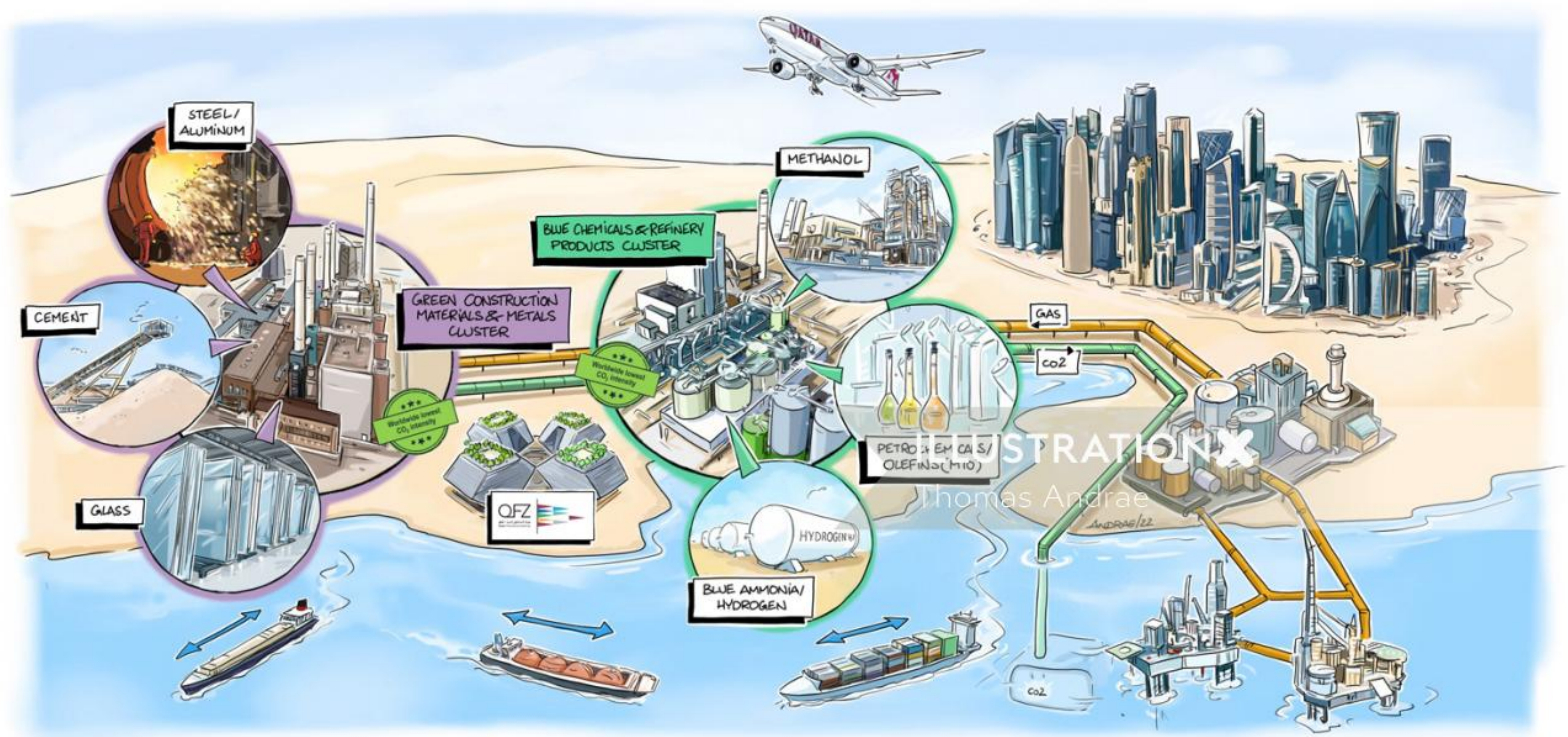 QATAR
STEEL/
ALUMINUM
METHANOL
BLUE CHEMICALS & REFINERY
PRODUCTS CLUSTER
GREEN CONSTRUCTION
MATERIALS & METALS
CLUSTER
CEMENT
GAS
CO2
Worldwide lowest
CO₂ intensity
Worldwide lowest
CO₂ intensity
PETROCHEMICALS/
OLEFINS
ILLUSTRATIONX
Thomas Andrae
GLASS
QFZ
ANDRAE/22
HYDROGEN
BLUE AMMONIA/
HYDROGEN
CO2